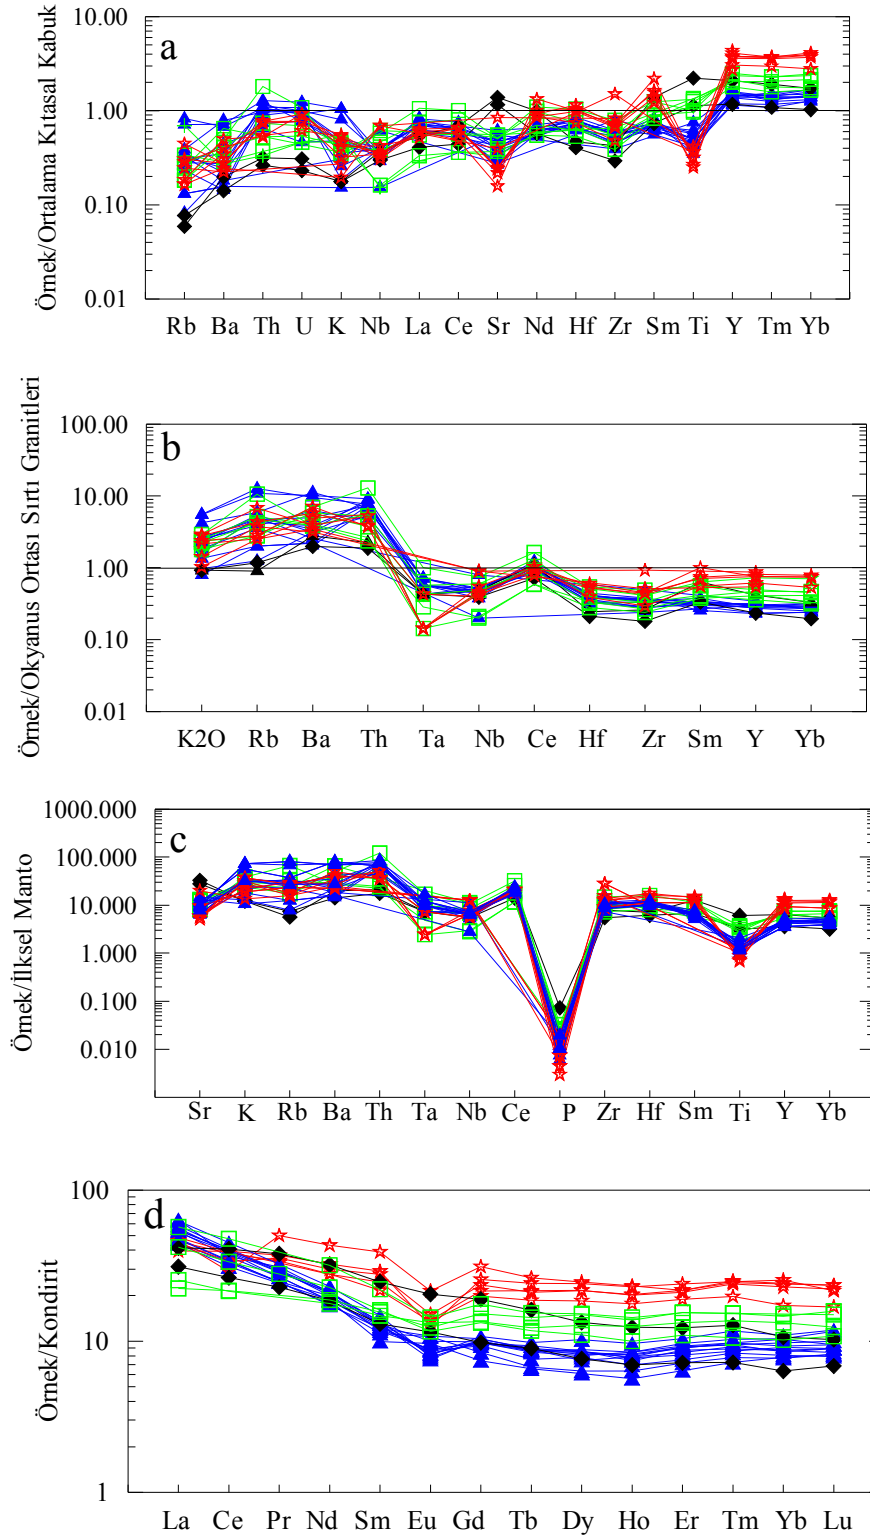 a
Örnek/Ortalama Kıtasal Kabuk
10.00
1.00
0.10
0.01
Rb Ba Th U K Nb La Ce Sr Nd Hf Zr Sm Ti Y Tm Yb
b
Örnek/Okyanus Ortası Sırtı Granitleri
100.00
10.00
1.00
0.10
0.01
K2O Rb Ba Th Ta Nb Ce Hf Zr Sm Y Yb
c
Örnek/İlksel Manto
1000.000
100.000
10.000
1.000
0.100
0.010
Sr K Rb Ba Th Ta Nb Ce P Zr Hf Sm Ti Y Yb
d
Örnek/Kondirit
100
10
1
La Ce Pr Nd Sm Eu Gd Tb Dy Ho Er Tm Yb Lu